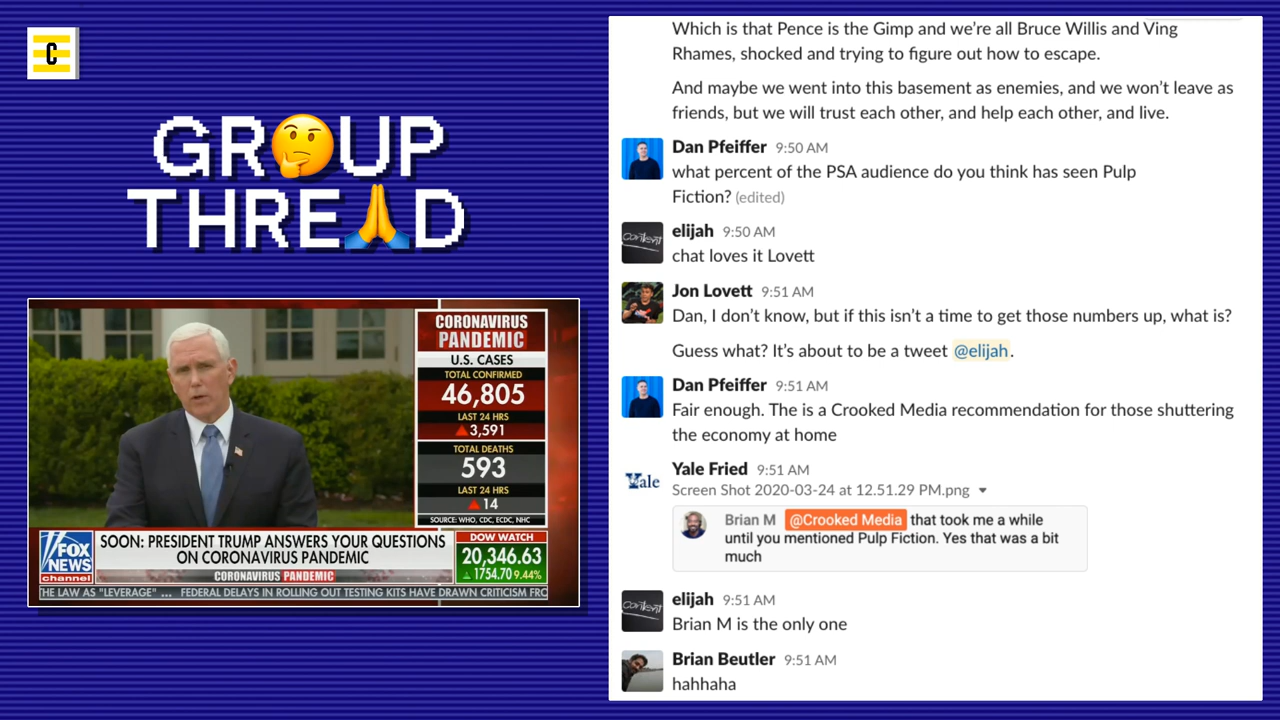 C
GR🤔UP
THRE🙏D
CORONAVIRUS
PANDEMIC
U.S. CASES
TOTAL CONFIRMED
46,805
LAST 24 HRS
▲3,591
TOTAL DEATHS
593
LAST 24 HRS
▲14
SOURCE: WHO, CDC, ECDC, NHC
FOX
NEWS
channel
SOON: PRESIDENT TRUMP ANSWERS YOUR QUESTIONS
ON CORONAVIRUS PANDEMIC
CORONAVIRUS PANDEMIC
DOW WATCH
20,346.63
▲ 1754.70 9.44%
THE LAW AS "LEVERAGE" ... FEDERAL DELAYS IN ROLLING OUT TESTING KITS HAVE DRAWN CRITICISM FRO
Which is that Pence is the Gimp and we're all Bruce Willis and Ving
Rhames, shocked and trying to figure out how to escape.
And maybe we went into this basement as enemies, and we won't leave as
friends, but we will trust each other, and help each other, and live.
Dan Pfeiffer 9:50 AM
what percent of the PSA audience do you think has seen Pulp
Fiction? (edited)
content
elijah 9:50 AM
chat loves it Lovett
Jon Lovett 9:51 AM
Dan, I don't know, but if this isn't a time to get those numbers up, what is?
Guess what? It's about to be a tweet @elijah.
Dan Pfeiffer 9:51 AM
Fair enough. The is a Crooked Media recommendation for those shuttering
the economy at home
Yale
Yale Fried 9:51 AM
Screen Shot 2020-03-24 at 12.51.29 PM.png
Brian M @Crooked Media that took me a while
until you mentioned Pulp Fiction. Yes that was a bit
much
content
elijah 9:51 AM
Brian M is the only one
Brian Beutler 9:51 AM
hahhaha